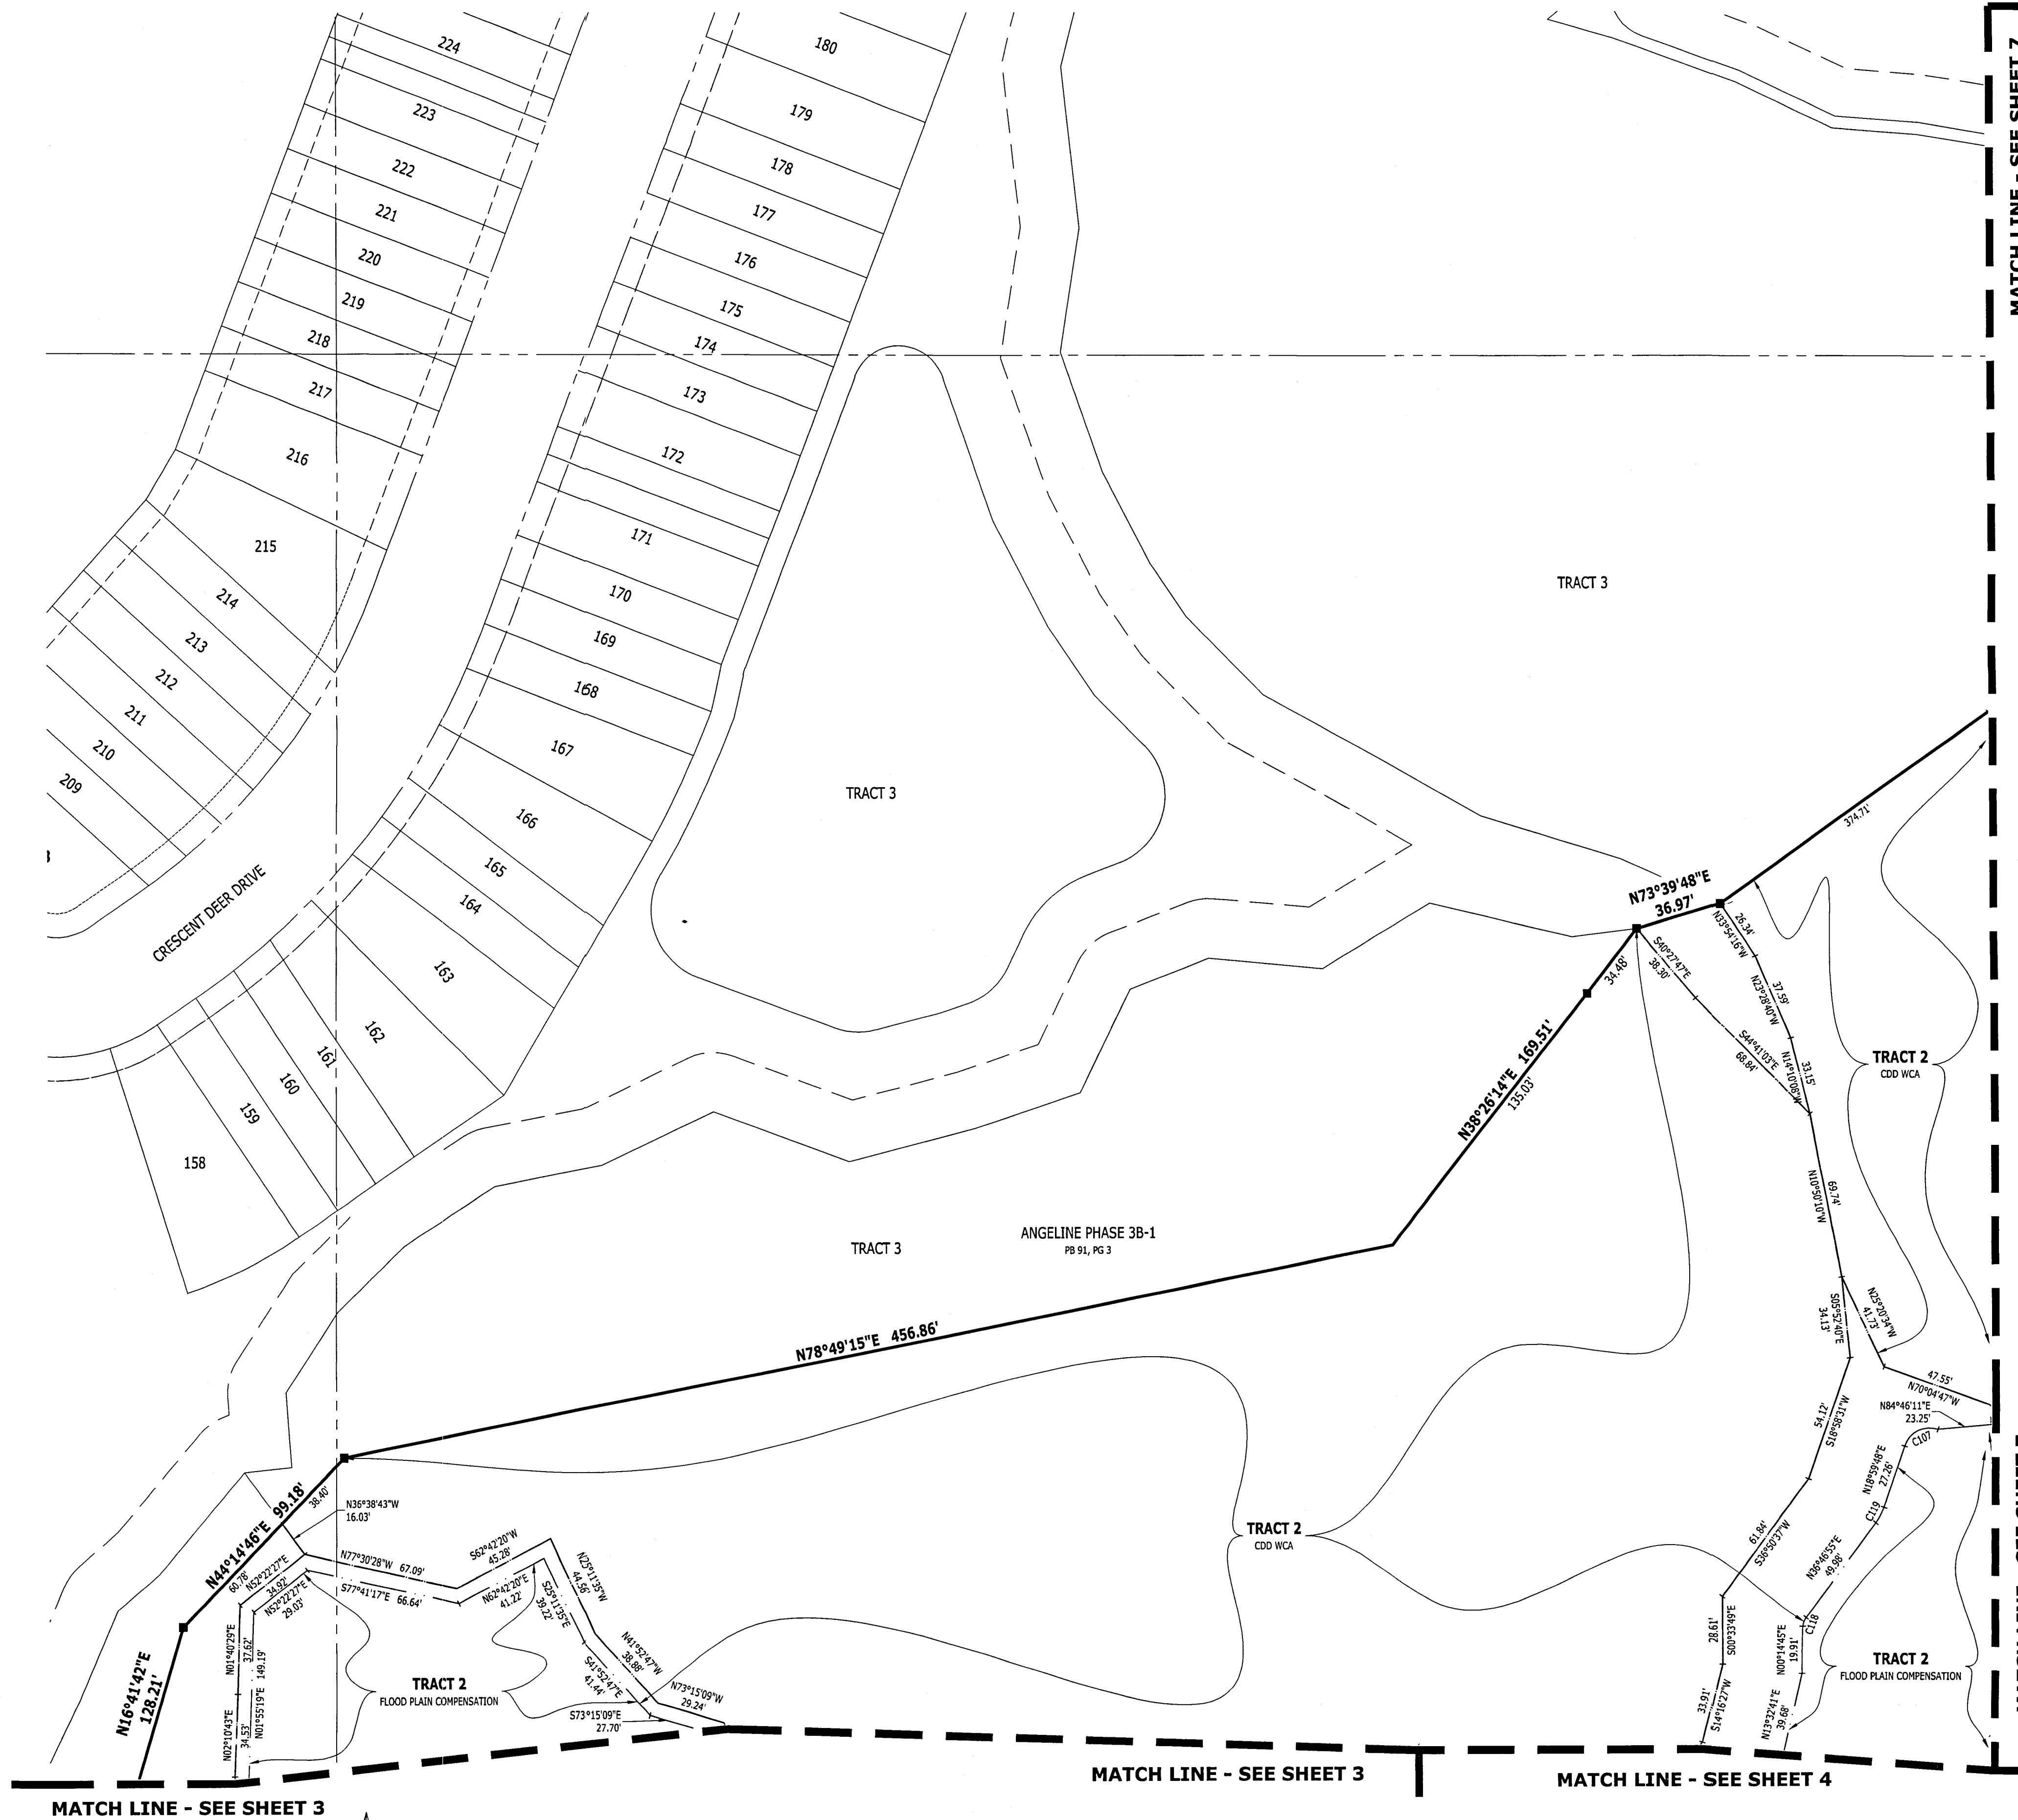 224
180
223
179
222
178
221
177
220
176
219
175
218
174
217
173
216
172
215
171
214
170
213
169
212
168
211
167
210
166
209
165
164
163
162
161
160
159
158
CRESCENT DEER DRIVE
TRACT 3
TRACT 3
TRACT 3
ANGELINE PHASE 3B-1
PB 91, PG 3
374.71'
N73°39'48"E
36.97'
34.48'
N38°26'14"E 169.51'
135.03'
N78°49'15"E 456.86'
N44°14'46"E 99.18'
38.40'
60.78'
N16°41'42"E
128.21'
N36°38'43"W
16.03'
N52°22'27"E
34.92'
N52°22'27"E
29.03'
N77°30'28"W 67.09'
S77°41'17"E 66.64'
S62°42'20"W
45.28'
N62°42'20"E
41.22'
N25°11'35"W
44.56'
S25°11'35"E
39.22'
N41°52'47"W
38.88'
S41°52'47"E
41.44'
N73°15'09"W
29.24'
S73°15'09"E
27.70'
N01°40'29"E
37.62'
N01°55'19"E 149.19'
N02°10'43"E
34.53'
TRACT 2
FLOOD PLAIN COMPENSATION
TRACT 2
CDD WCA
S40°27'47"E
38.30'
S44°41'03"E
68.84'
26.34'
N33°54'16"W
37.59'
N23°28'40"W
33.15'
N14°10'08"W
69.74'
N10°50'10"W
S05°52'40"E
34.13'
N25°20'34"W
41.73'
47.55'
N70°04'47"W
N84°46'11"E
23.25'
C107
54.12'
S18°58'31"W
N18°59'48"E
27.26'
C119
61.84'
S36°50'37"W
N36°46'55"E
49.98'
C118
28.61'
S00°33'49"E
N00°14'45"E
19.91'
33.91'
S14°16'27"W
N13°32'41"E
39.68'
TRACT 2
CDD WCA
TRACT 2
FLOOD PLAIN COMPENSATION
MATCH LINE - SEE SHEET 3
MATCH LINE - SEE SHEET 3
MATCH LINE - SEE SHEET 4
MATCH LINE - SEE SHEET 7